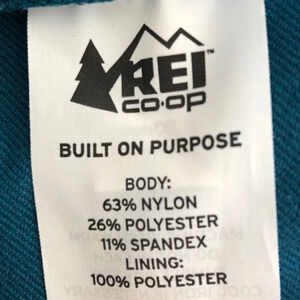 REI
CO·OP
BUILT ON PURPOSE
BODY:
63% NYLON
26% POLYESTER
11% SPANDEX
LINING:
100% POLYESTER